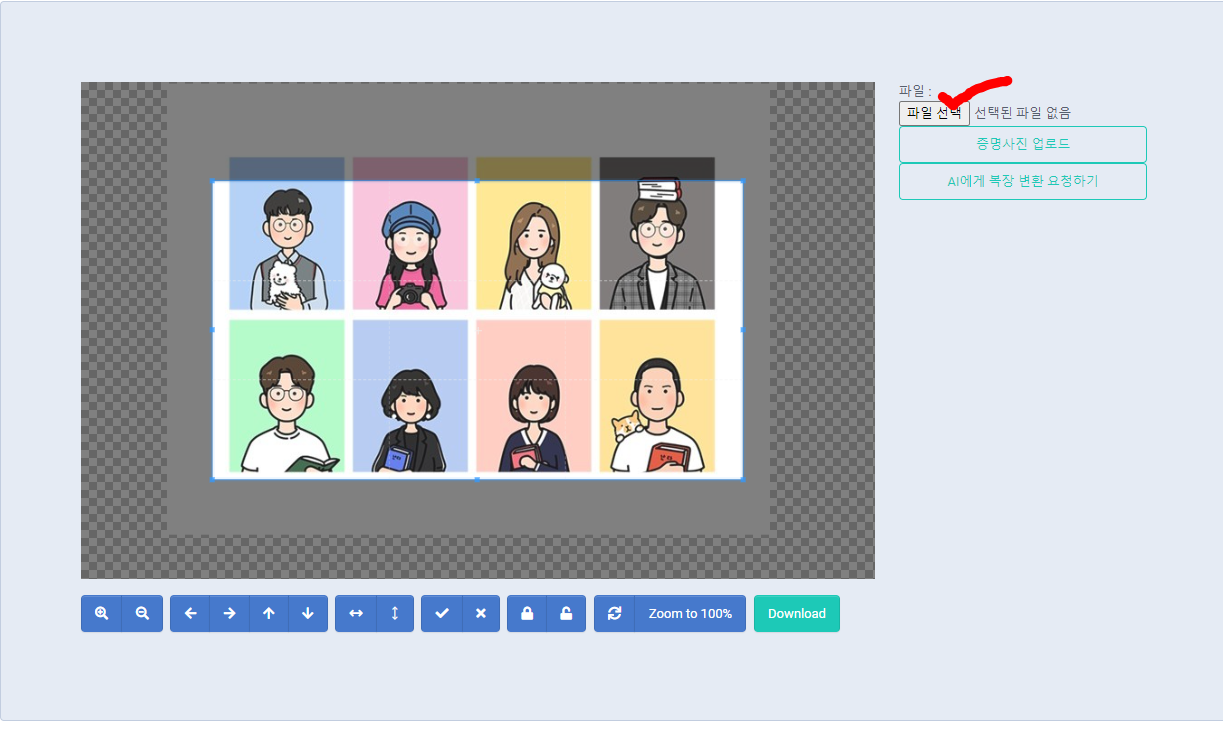 파일 :
파일 선택 선택된 파일 없음
증명사진 업로드
AI에게 복장 변환 요청하기
Zoom to 100%
Download